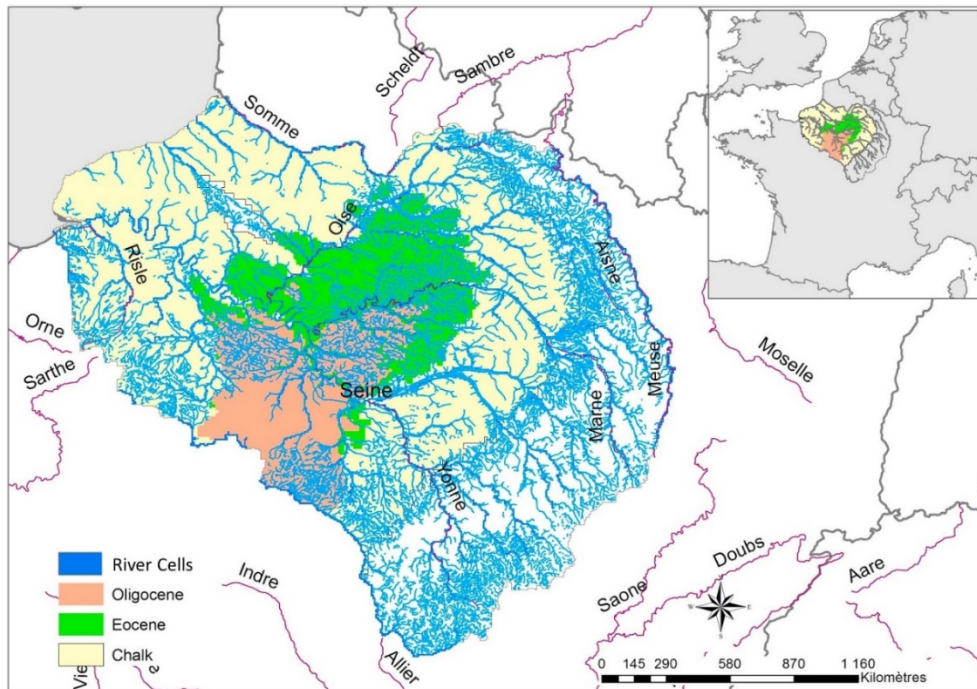 Scheldt
Sambre
Somme
Oise
Aisne
Risle
Orne
Sarthe
Seine
Marne
Meuse
Moselle
Yonne
River Cells
Oligocene
Eocene
Chalk
Indre
Allier
Saone
Doubs
Aare
N
W E
S
0 145 290 580 870 1 160
Kilomètres